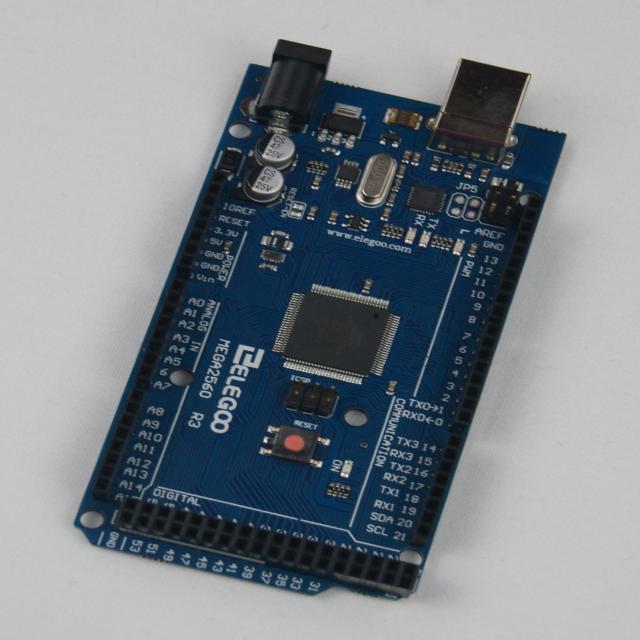 JP5
IOREF
RESET
3.3V
5V
GND
GND
Vin
POWER
TX
RX
L
www.elegoo.com
AREF
GND
13
12
11
10
9
8
PWM
7
6
5
4
3
2
TX0→1
RX0←0
COMMUNICATION
TX3 14
RX3 15
TX2 16
RX2 17
TX1 18
RX1 19
SDA 20
SCL 21
A0
A1
A2
A3
A4
A5
6
A7
ANALOG IN
A8
A9
A10
A11
A12
A13
A14
ELEGOO
MEGA2560 R3
ICSP
RESET
ON
DIGITAL
GND
53
51
49
47
45
43
41
39
37
35
33
31